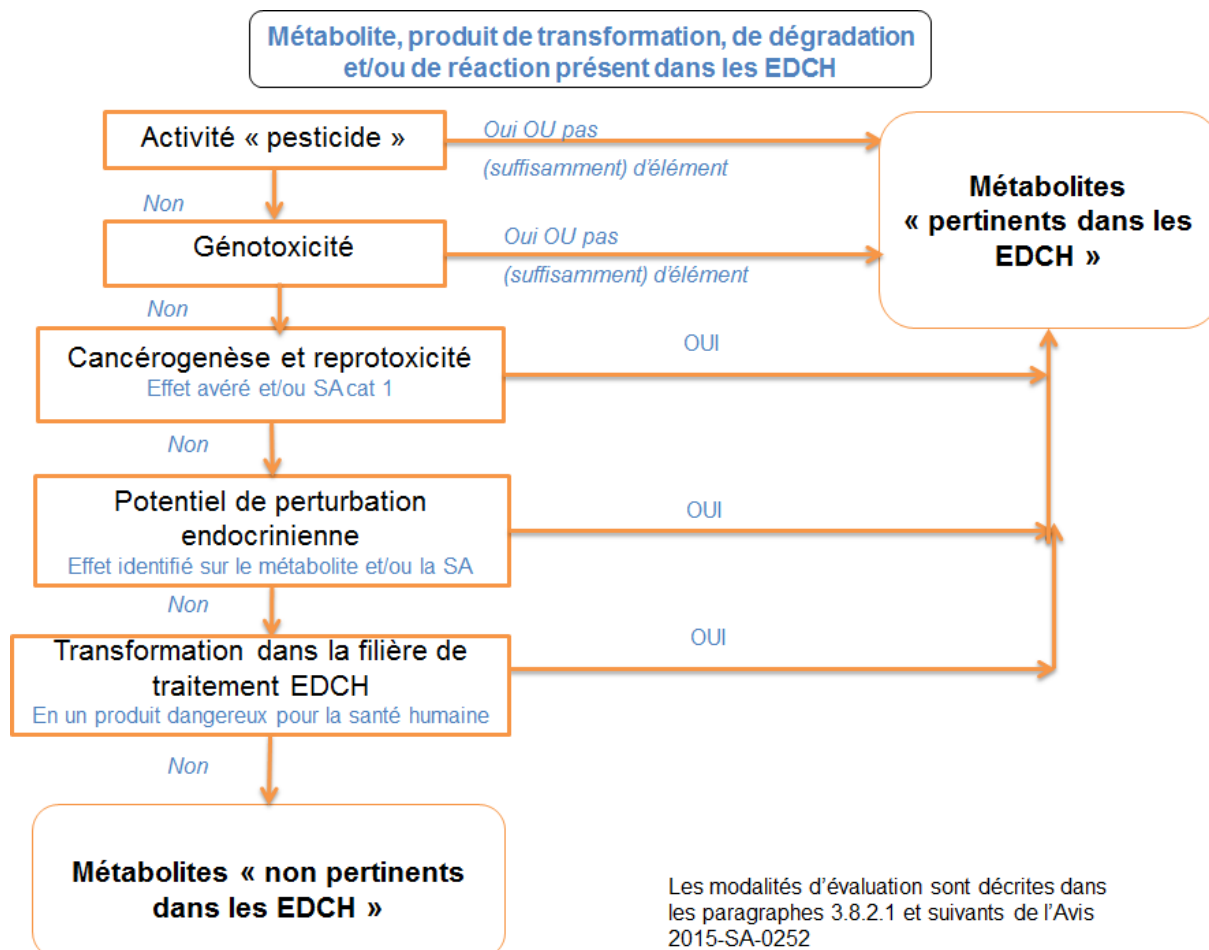 Métabolite, produit de transformation, de dégradation
et/ou de réaction présent dans les EDCH
Activité « pesticide »
Oui OU pas
(suffisamment) d'élément
Métabolites
« pertinents dans les
EDCH »
Non
Génotoxicité
Oui OU pas
(suffisamment) d'élément
Non
Cancérogenèse et reprotoxicité
Effet avéré et/ou SA cat 1
OUI
Non
Potentiel de perturbation
endocrinienne
Effet identifié sur le métabolite et/ou la SA
OUI
Non
Transformation dans la filière de
traitement EDCH
En un produit dangereux pour la santé humaine
OUI
Non
Métabolites « non pertinents
dans les EDCH »
Les modalités d'évaluation sont décrites dans
les paragraphes 3.8.2.1 et suivants de l'Avis
2015-SA-0252